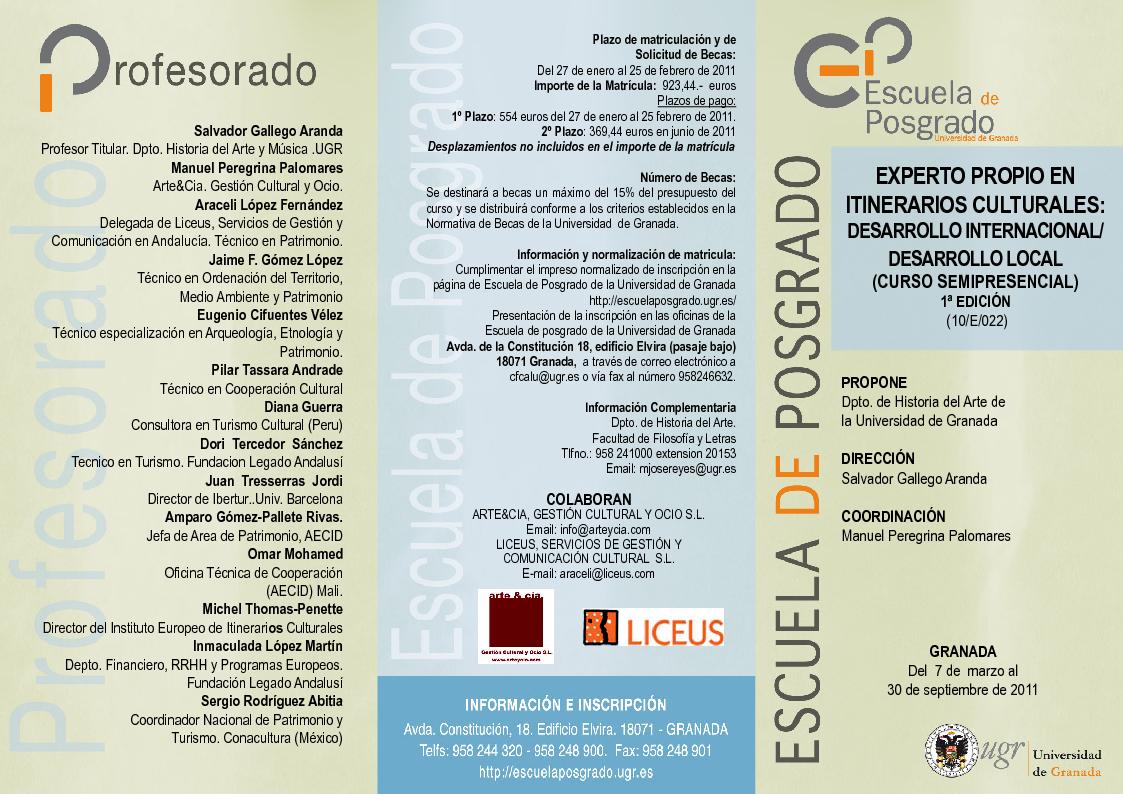 Profesorado
Profesorado
Salvador Gallego Aranda
Profesor Titular. Dpto. Historia del Arte y Música .UGR
Manuel Peregrina Palomares
Arte&Cia. Gestión Cultural y Ocio.
Araceli López Fernández
Delegada de Liceus, Servicios de Gestión y
Comunicación en Andalucía. Técnico en Patrimonio.
Jaime F. Gómez López
Técnico en Ordenación del Territorio,
Medio Ambiente y Patrimonio
Eugenio Cifuentes Vélez
Técnico especialización en Arqueología, Etnología y
Patrimonio.
Pilar Tassara Andrade
Técnico en Cooperación Cultural
Diana Guerra
Consultora en Turismo Cultural (Peru)
Dori Tercedor Sánchez
Tecnico en Turismo. Fundacion Legado Andalusí
Juan Tresserras Jordi
Director de Ibertur..Univ. Barcelona
Amparo Gómez-Pallete Rivas.
Jefa de Area de Patrimonio, AECID
Omar Mohamed
Oficina Técnica de Cooperación
(AECID) Mali.
Michel Thomas-Penette
Director del Instituto Europeo de Itinerarios Culturales
Inmaculada López Martín
Depto. Financiero, RRHH y Programas Europeos.
Fundación Legado Andalusí
Sergio Rodríguez Abitia
Coordinador Nacional de Patrimonio y
Turismo. Conacultura (México)
Escuela de Posgrado
Plazo de matriculación y de
Solicitud de Becas:
Del 27 de enero al 25 de febrero de 2011
Importe de la Matrícula: 923,44.- euros
Plazos de pago:
1º Plazo: 554 euros del 27 de enero al 25 febrero de 2011.
2º Plazo: 369,44 euros en junio de 2011
Desplazamientos no incluidos en el importe de la matrícula
Número de Becas:
Se destinará a becas un máximo del 15% del presupuesto del
curso y se distribuirá conforme a los criterios establecidos en la
Normativa de Becas de la Universidad de Granada.
Información y normalización de matricula:
Cumplimentar el impreso normalizado de inscripción en la
página de Escuela de Posgrado de la Universidad de Granada
http://escuelaposgrado.ugr.es/
Presentación de la inscripción en las oficinas de la
Escuela de posgrado de la Universidad de Granada
Avda. de la Constitución 18, edificio Elvira (pasaje bajo)
18071 Granada, a través de correo electrónico a
cfcalu@ugr.es o vía fax al número 958246632.
Información Complementaria
Dpto. de Historia del Arte.
Facultad de Filosofía y Letras
Tlfno.: 958 241000 extension 20153
Email: mjosereyes@ugr.es
COLABORAN
ARTE&CIA, GESTIÓN CULTURAL Y OCIO S.L.
Email: info@arteycia.com
LICEUS, SERVICIOS DE GESTIÓN Y
COMUNICACIÓN CULTURAL S.L.
E-mail: araceli@liceus.com
arte & cia.
Gestión Cultural y Ocio S.L.
www.arteycia.com
LICEUS
INFORMACIÓN E INSCRIPCIÓN
Avda. Constitución, 18. Edificio Elvira. 18071 - GRANADA
Telfs: 958 244 320 - 958 248 900. Fax: 958 248 901
http://escuelaposgrado.ugr.es
Escuela de
Posgrado
Universidad de Granada
ESCUELA DE POSGRADO
EXPERTO PROPIO EN
ITINERARIOS CULTURALES:
DESARROLLO INTERNACIONAL/
DESARROLLO LOCAL
(CURSO SEMIPRESENCIAL)
1ª EDICIÓN
(10/E/022)
PROPONE
Dpto. de Historia del Arte de
la Universidad de Granada
DIRECCIÓN
Salvador Gallego Aranda
COORDINACIÓN
Manuel Peregrina Palomares
GRANADA
Del 7 de marzo al
30 de septiembre de 2011
ugr
Universidad
de Granada